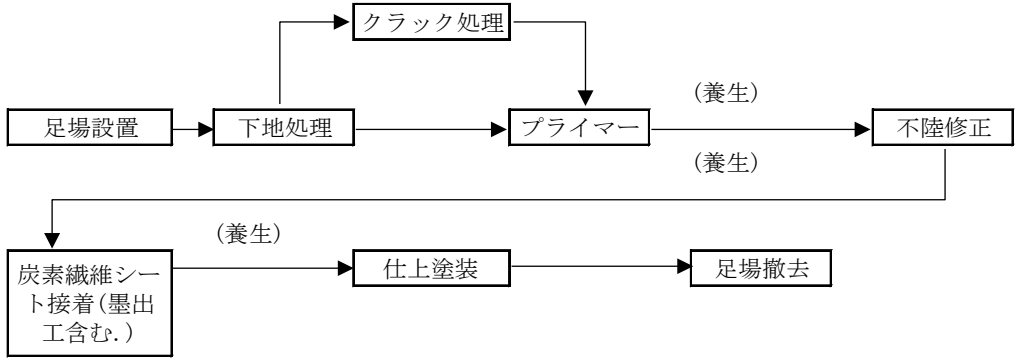 クラック処理
(養生)
足場設置
下地処理
プライマー
不陸修正
(養生)
(養生)
炭素繊維シー
ト接着(墨出
工含む.)
仕上塗装
足場撤去